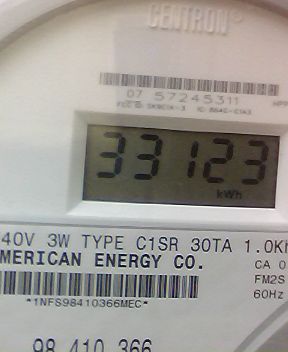 CENTRON®
07 57245311
33123
kWh
40V 3W TYPE C1SR 30TA 1.0Kh
MERICAN ENERGY CO.
CA 0
FM2S
60Hz
*1NFS98410366MEC*
98 410 366